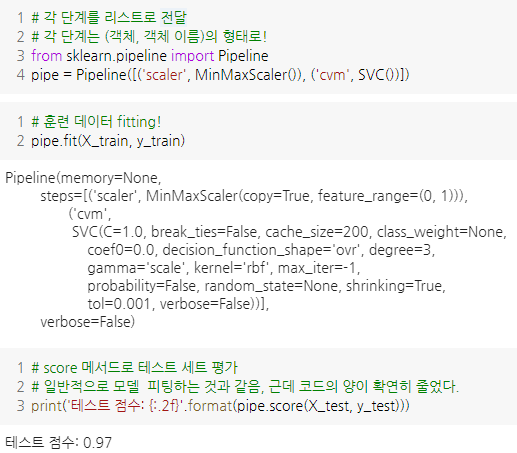 1 # 각 단계를 리스트로 전달
2 # 각 단계는 (객체, 객체 이름)의 형태로!
3 from sklearn.pipeline import Pipeline
4 pipe = Pipeline([('scaler', MinMaxScaler()), ('cvm', SVC())])
1 # 훈련 데이터 fitting!
2 pipe.fit(X_train, y_train)
Pipeline(memory=None,
steps=[('scaler', MinMaxScaler(copy=True, feature_range=(0, 1))),
('cvm',
SVC(C=1.0, break_ties=False, cache_size=200, class_weight=None,
coef0=0.0, decision_function_shape='ovr', degree=3,
gamma='scale', kernel='rbf', max_iter=-1,
probability=False, random_state=None, shrinking=True,
tol=0.001, verbose=False))],
verbose=False)
1 # score 메서드로 테스트 세트 평가
2 # 일반적으로 모델 피팅하는 것과 같음, 근데 코드의 양이 확연히 줄었다.
3 print('테스트 점수: {:.2f}'.format(pipe.score(X_test, y_test)))
테스트 점수: 0.97